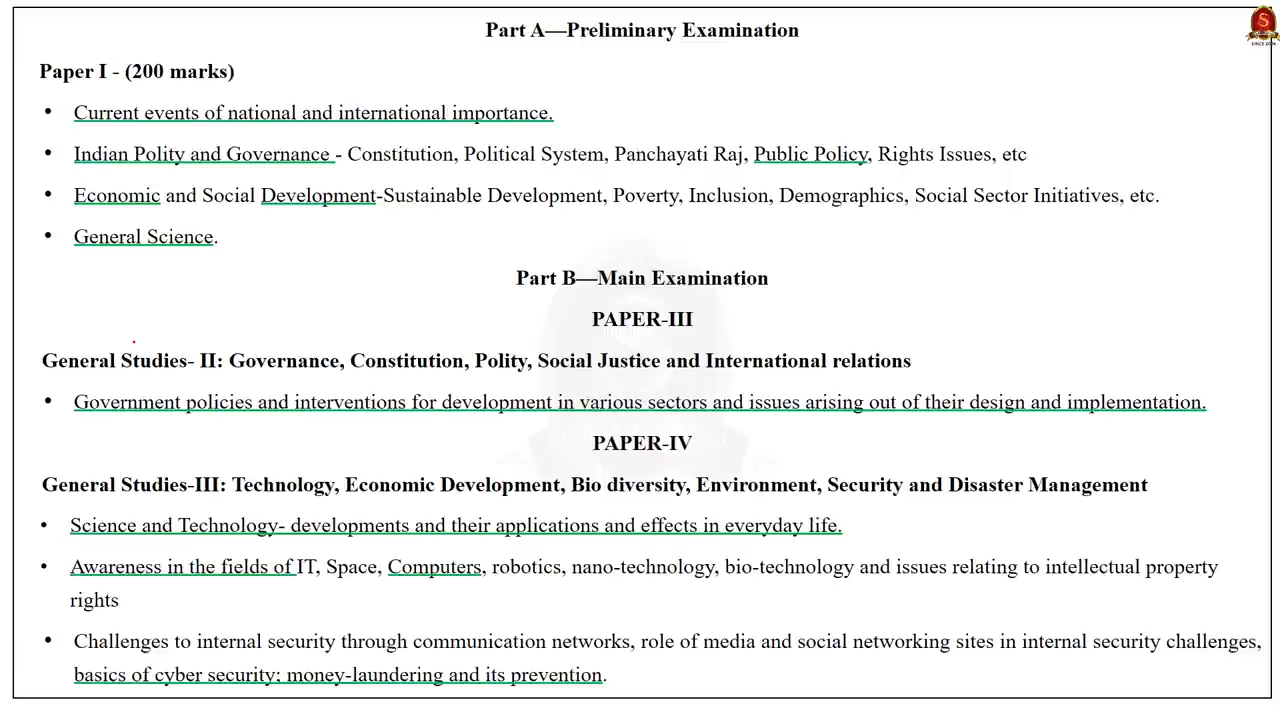 Part A—Preliminary Examination
Paper I - (200 marks)
• Current events of national and international importance.
• Indian Polity and Governance - Constitution, Political System, Panchayati Raj, Public Policy, Rights Issues, etc
• Economic and Social Development-Sustainable Development, Poverty, Inclusion, Demographics, Social Sector Initiatives, etc.
• General Science.
Part B—Main Examination
PAPER-III
General Studies- II: Governance, Constitution, Polity, Social Justice and International relations
• Government policies and interventions for development in various sectors and issues arising out of their design and implementation.
PAPER-IV
General Studies-III: Technology, Economic Development, Bio diversity, Environment, Security and Disaster Management
• Science and Technology- developments and their applications and effects in everyday life.
• Awareness in the fields of IT, Space, Computers, robotics, nano-technology, bio-technology and issues relating to intellectual property
rights
• Challenges to internal security through communication networks, role of media and social networking sites in internal security challenges,
basics of cyber security; money-laundering and its prevention.